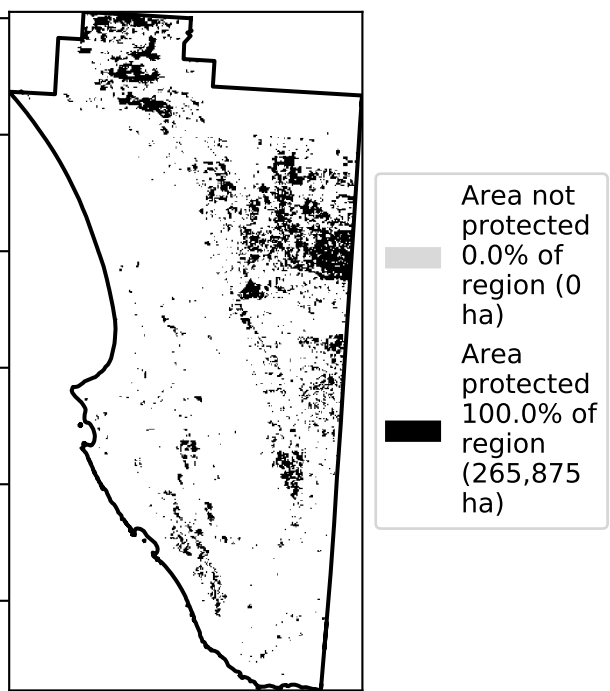 Area not
protected
0.0% of
region (0
ha)
Area
protected
100.0% of
region
(265,875
ha)